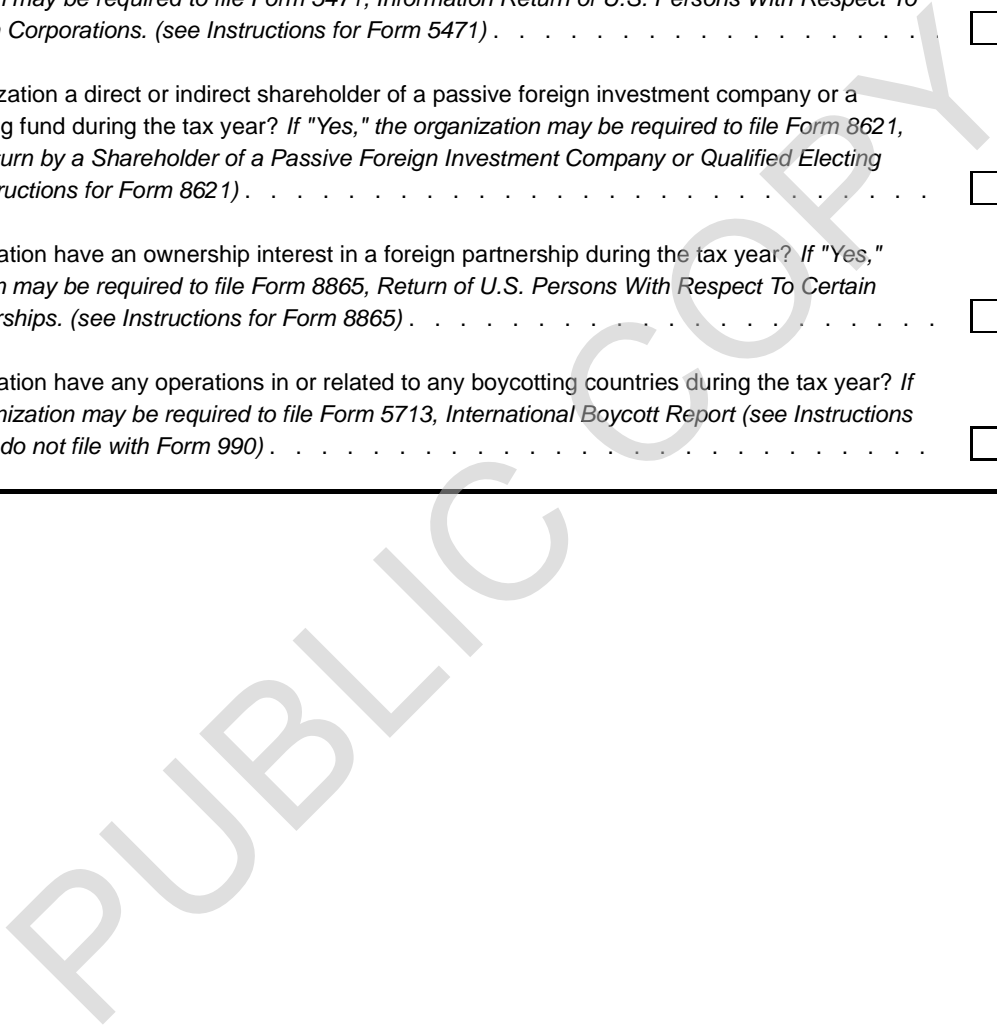 may be required to file Form 5471, Information Return of U.S. Persons With Respect To
Corporations. (see Instructions for Form 5471) . . . . . . . . . . . . . . . . . .
zation a direct or indirect shareholder of a passive foreign investment company or a
g fund during the tax year? If "Yes," the organization may be required to file Form 8621,
turn by a Shareholder of a Passive Foreign Investment Company or Qualified Electing
ructions for Form 8621) . . . . . . . . . . . . . . . . . . . . . . . . . . .
ation have an ownership interest in a foreign partnership during the tax year? If "Yes,"
n may be required to file Form 8865, Return of U.S. Persons With Respect To Certain
rships. (see Instructions for Form 8865) . . . . . . . . . . . . . . . . . . . . .
ation have any operations in or related to any boycotting countries during the tax year? If
nization may be required to file Form 5713, International Boycott Report (see Instructions
do not file with Form 990) . . . . . . . . . . . . . . . . . . . . . . . . . .
PUBLIC COPY